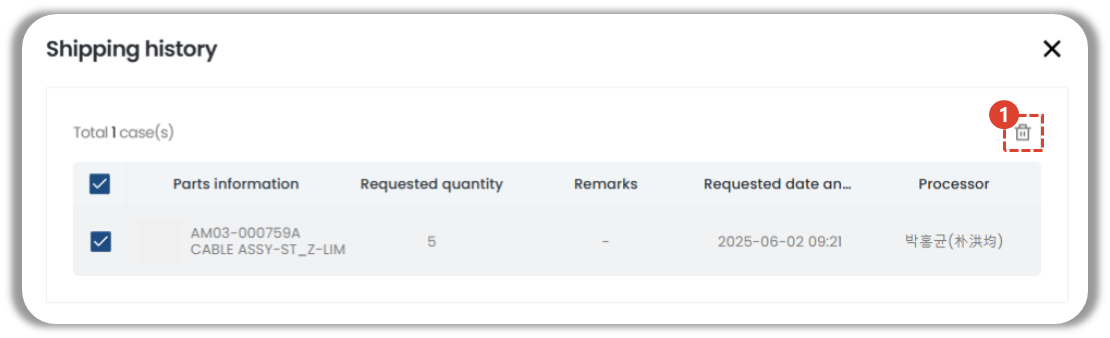 Shipping history
Total 1 case(s)
1
Parts information Requested quantity Remarks Requested date an... Processor
AM03-000759A
CABLE ASSY-ST_Z-LIM 5 - 2025-06-02 09:21 박홍균(朴洪均)